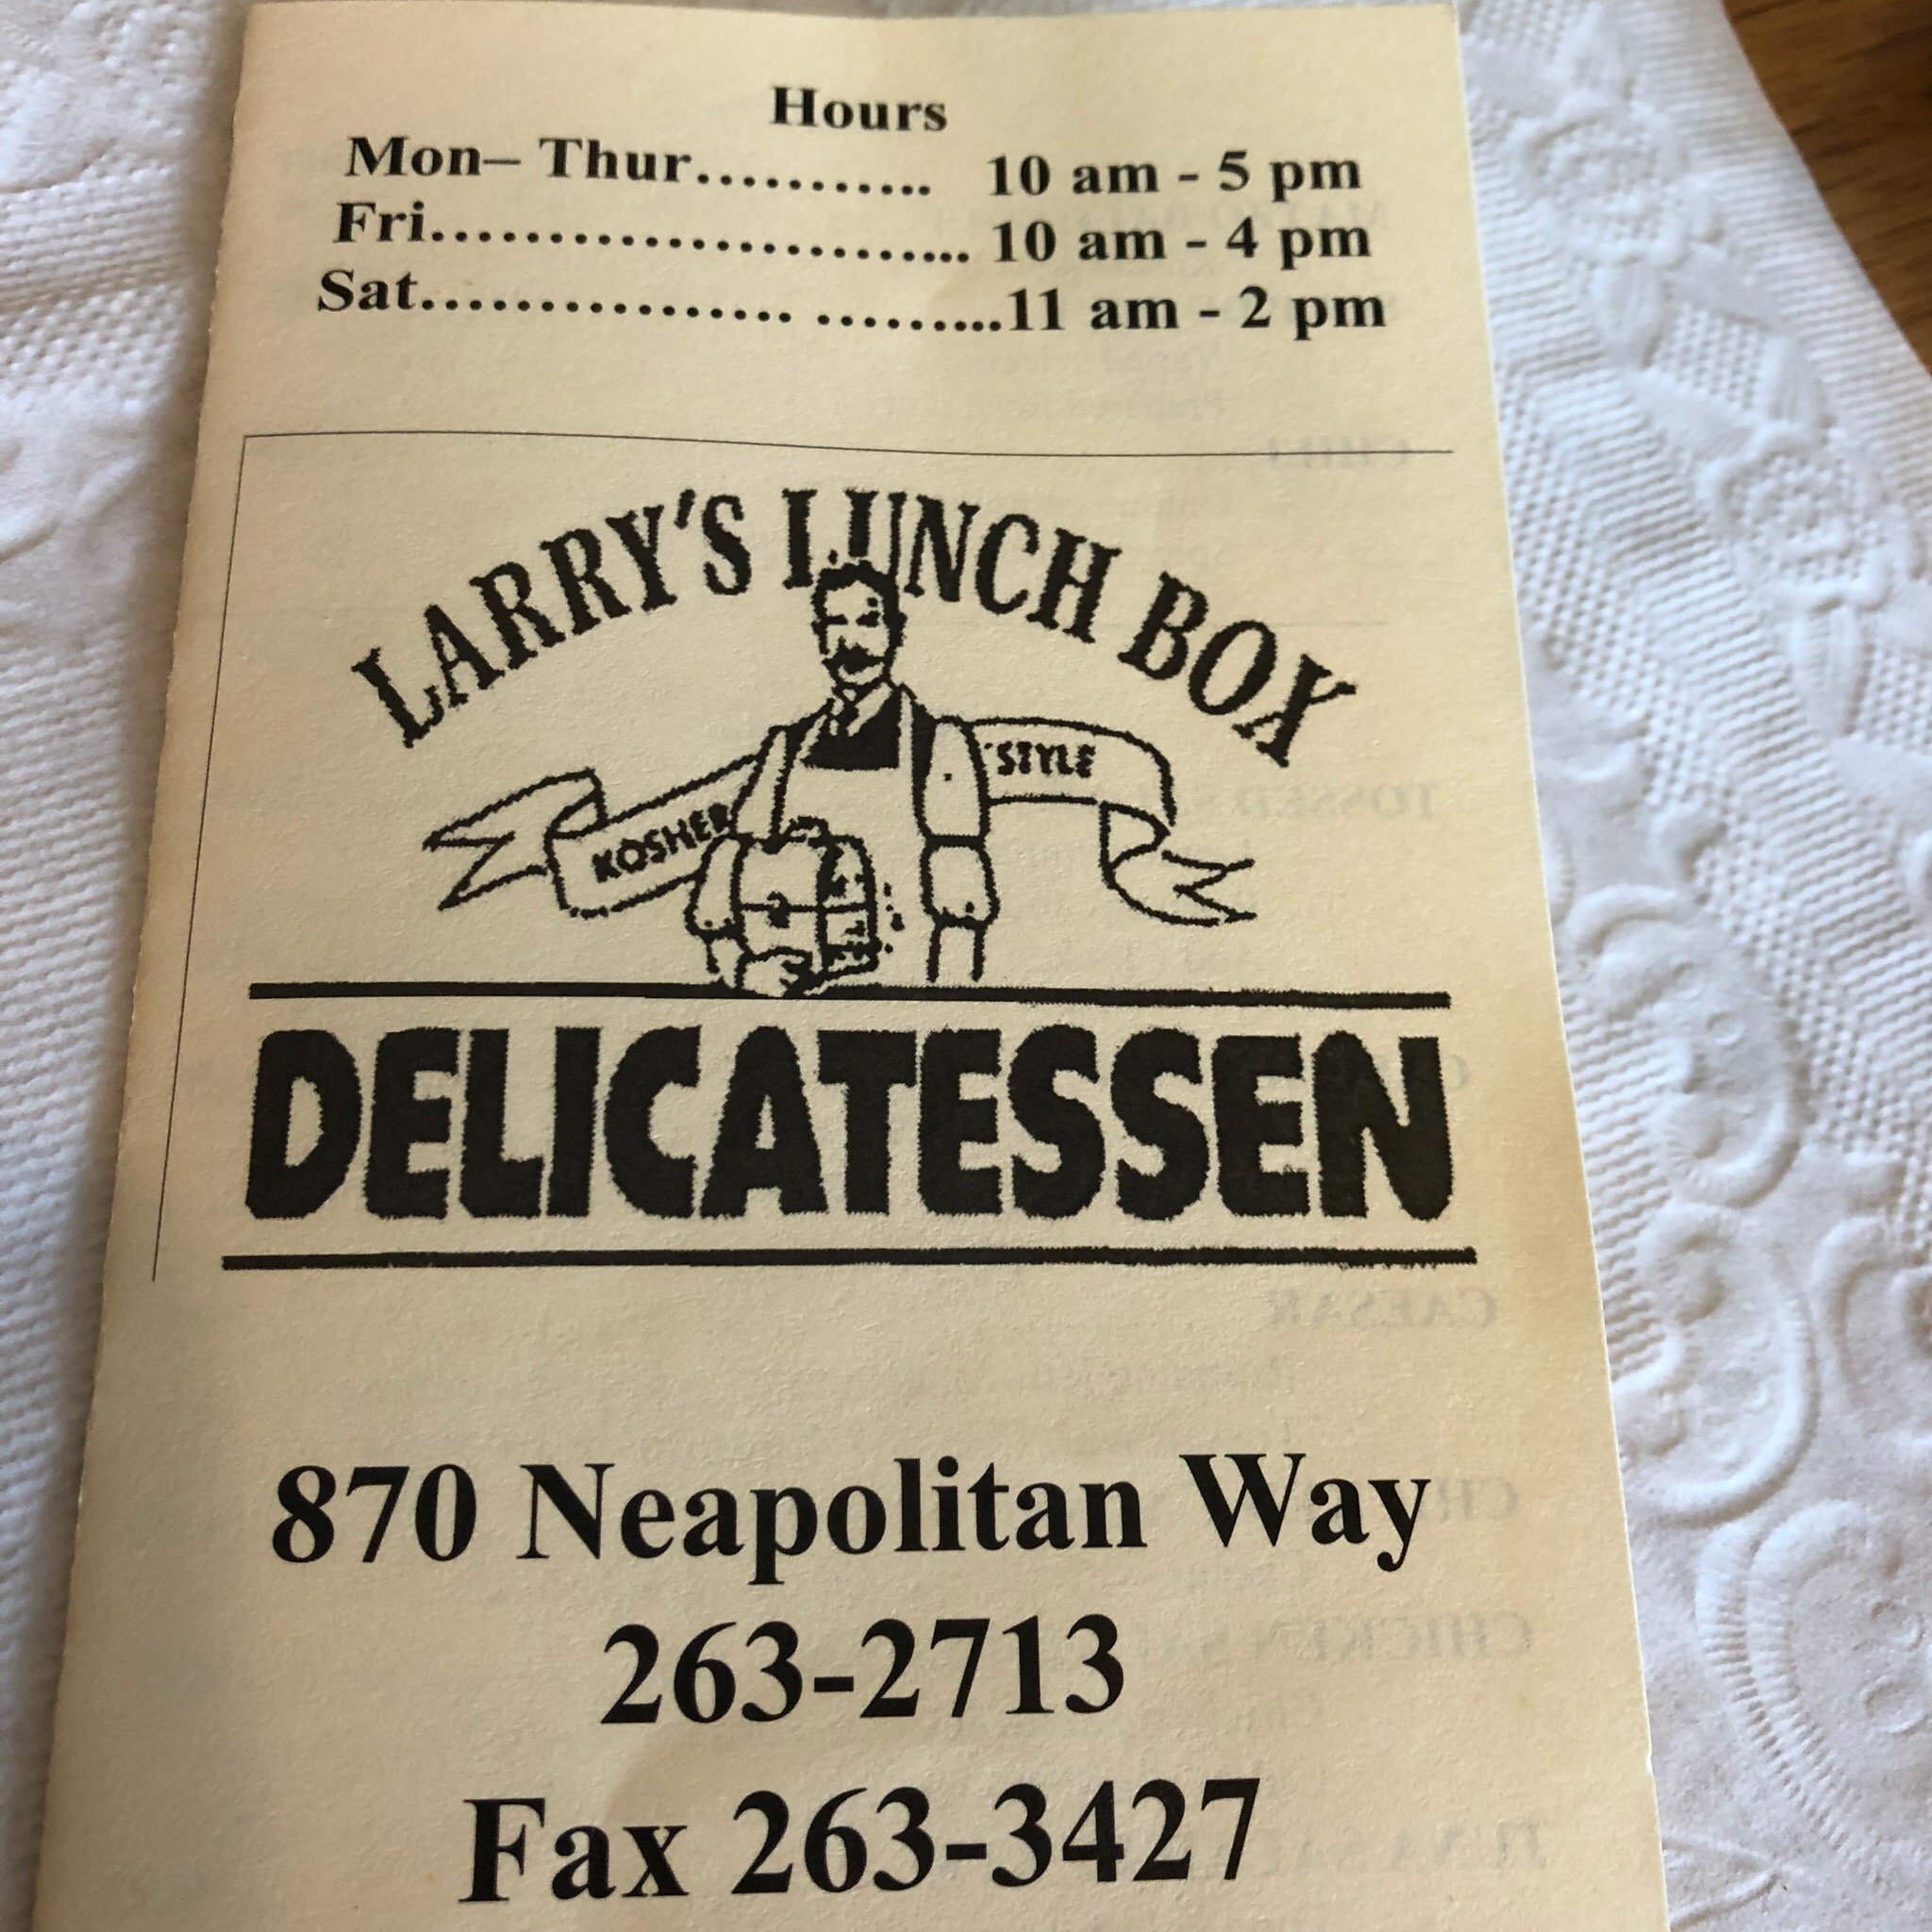 Hours
Mon– Thur........... 10 am - 5 pm
Fri........................ 10 am - 4 pm
Sat................. .........11 am - 2 pm
LARRY'S LUNCH BOX
KOSHER STYLE
DELICATESSEN
870 Neapolitan Way
263-2713
Fax 263-3427